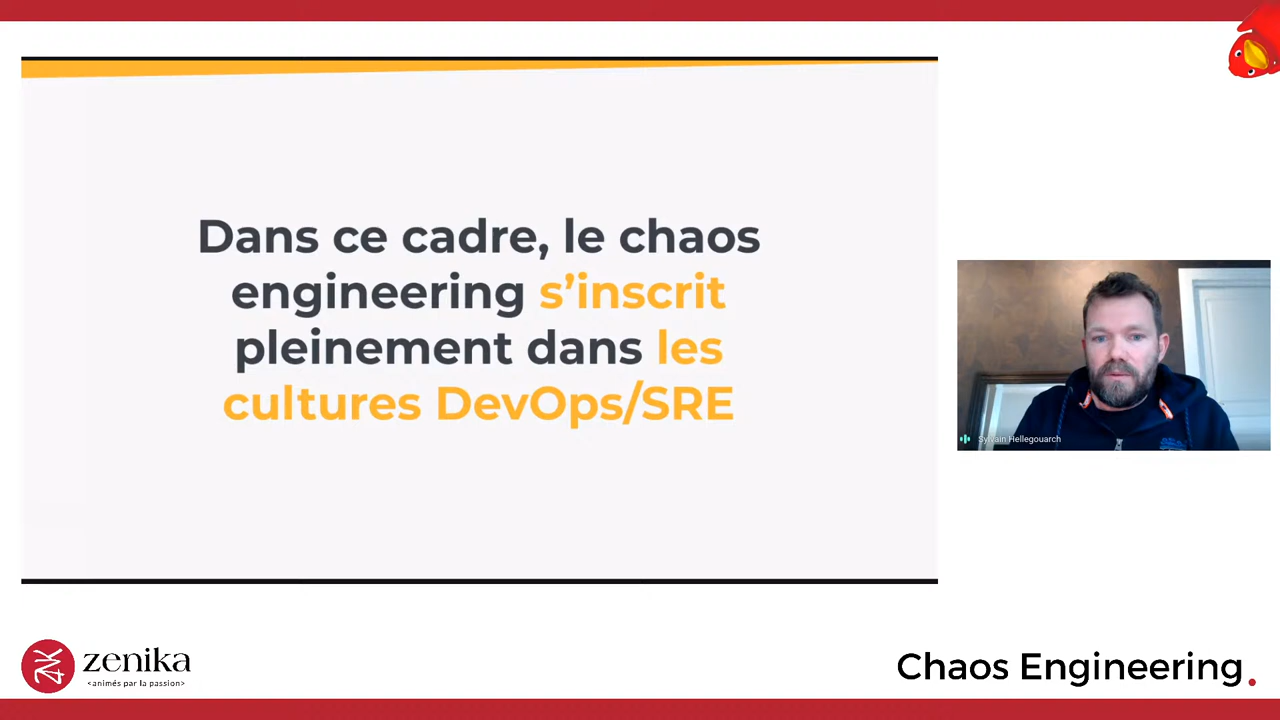 Dans ce cadre, le chaos
engineering s’inscrit
pleinement dans les
cultures DevOps/SRE
Sylvain Hellegouarch
zenika
<animés par la passion>
Chaos Engineering.